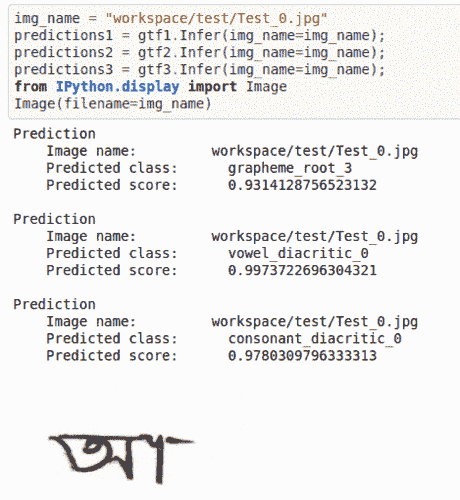 img_name = "workspace/test/Test_0.jpg"
predictions1 = gtf1.Infer(img_name=img_name);
predictions2 = gtf2.Infer(img_name=img_name);
predictions3 = gtf3.Infer(img_name=img_name);
from IPython.display import Image
Image(filename=img_name)
Prediction
Image name: workspace/test/Test_0.jpg
Predicted class: grapheme_root_3
Predicted score: 0.9314128756523132
Prediction
Image name: workspace/test/Test_0.jpg
Predicted class: vowel_diacritic_0
Predicted score: 0.9973722696304321
Prediction
Image name: workspace/test/Test_0.jpg
Predicted class: consonant_diacritic_0
Predicted score: 0.9780309796333313
আ